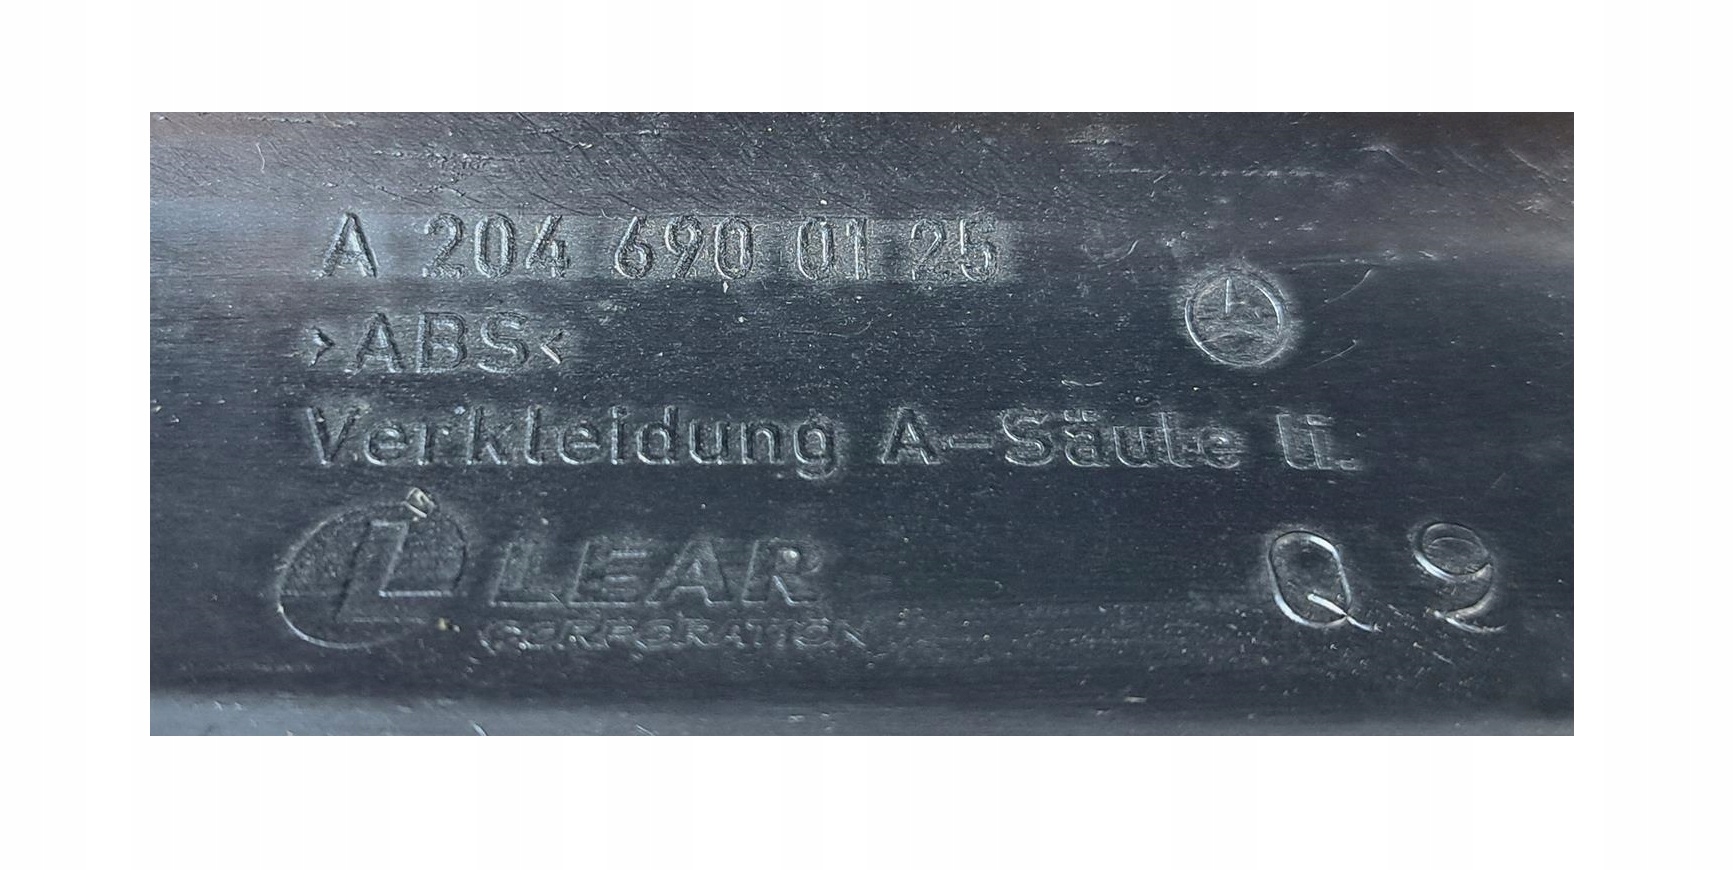 A 204 690 01 25
>ABS<
Verkleidung A-Säule li.
LEAR
CORPORATION
Q 9